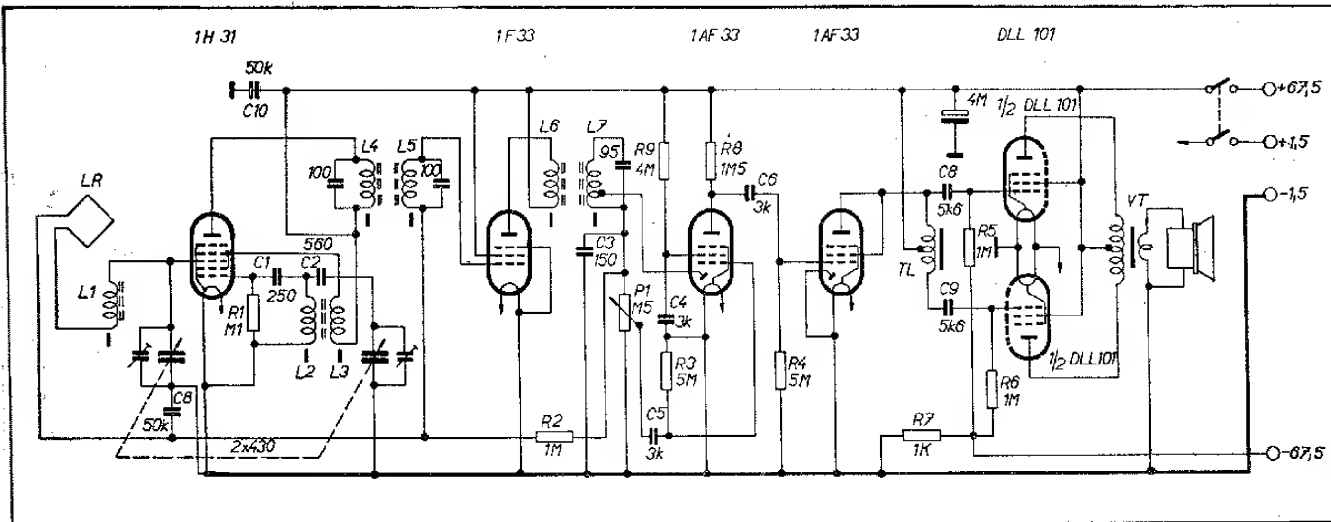 1H 31
1F33
1AF 33
1AF33
DLL 101
50k
C10
+67,5
+1,5
-1,5
-67,5
4M
1/2 DLL 101
L4
L5
100
100
L6
L7
95
R9
4M
R8
1M5
C6
3k
C8
5k6
LR
VT
560
C1
250
C2
R1
M1
L1
L2
L3
C3
150
P1
M5
C4
3k
R3
5M
R4
5M
TL
R5
1M
C9
5k6
1/2 DLL101
R6
1M
C8
50k
2x430
R2
1M
C5
3k
R7
1K